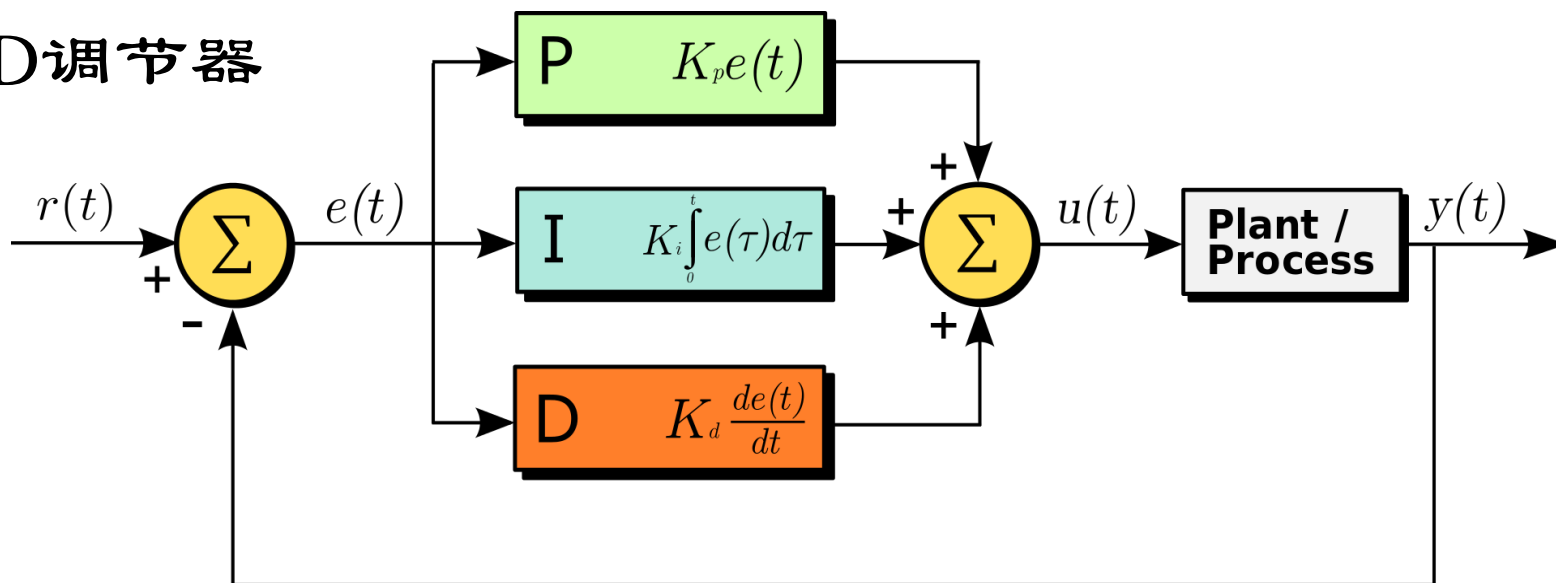 D调节器
P K_p e(t)
r(t)
+
-
Σ
e(t)
I K_i ∫_0^t e(τ)dτ
D K_d de(t)/dt
+
+
+
Σ
u(t)
Plant /
Process
y(t)